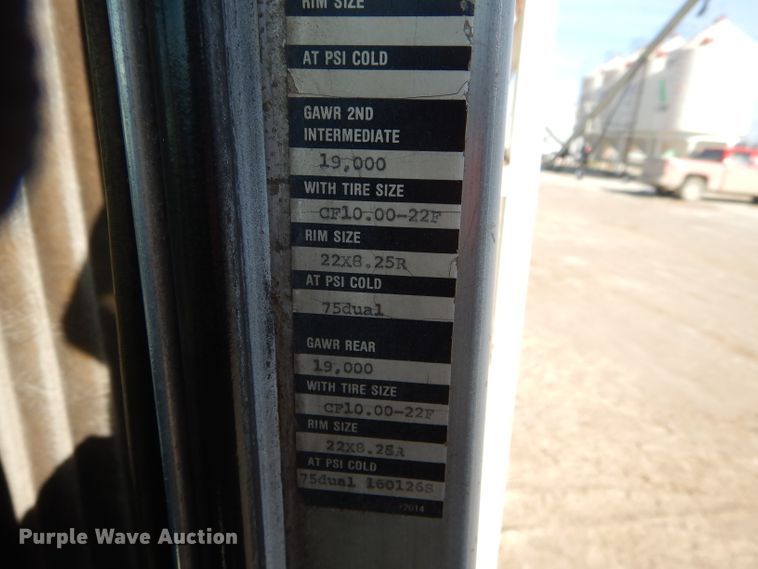 RIM SIZE
AT PSI COLD
GAWR 2ND
INTERMEDIATE
19,000
WITH TIRE SIZE
CF10.00-22F
RIM SIZE
22X8.25R
AT PSI COLD
75dual
GAWR REAR
19,000
WITH TIRE SIZE
CF10.00-22F
RIM SIZE
22X8.25R
AT PSI COLD
75dual 160126S
-2014
Purple Wave Auction